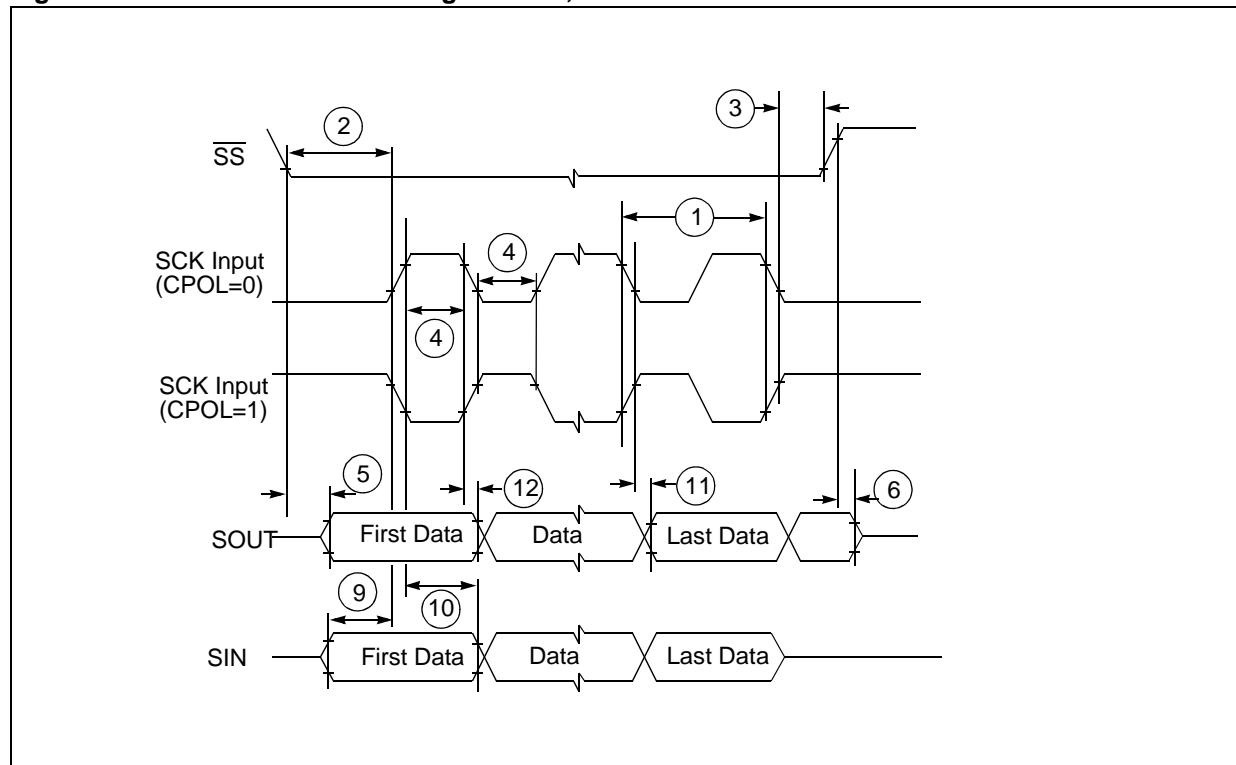 3
2
SS
1
SCK Input
(CPOL=0)
4
4
SCK Input
(CPOL=1)
5
12
11
6
SOUT
First Data
Data
Last Data
9
10
SIN
First Data
Data
Last Data